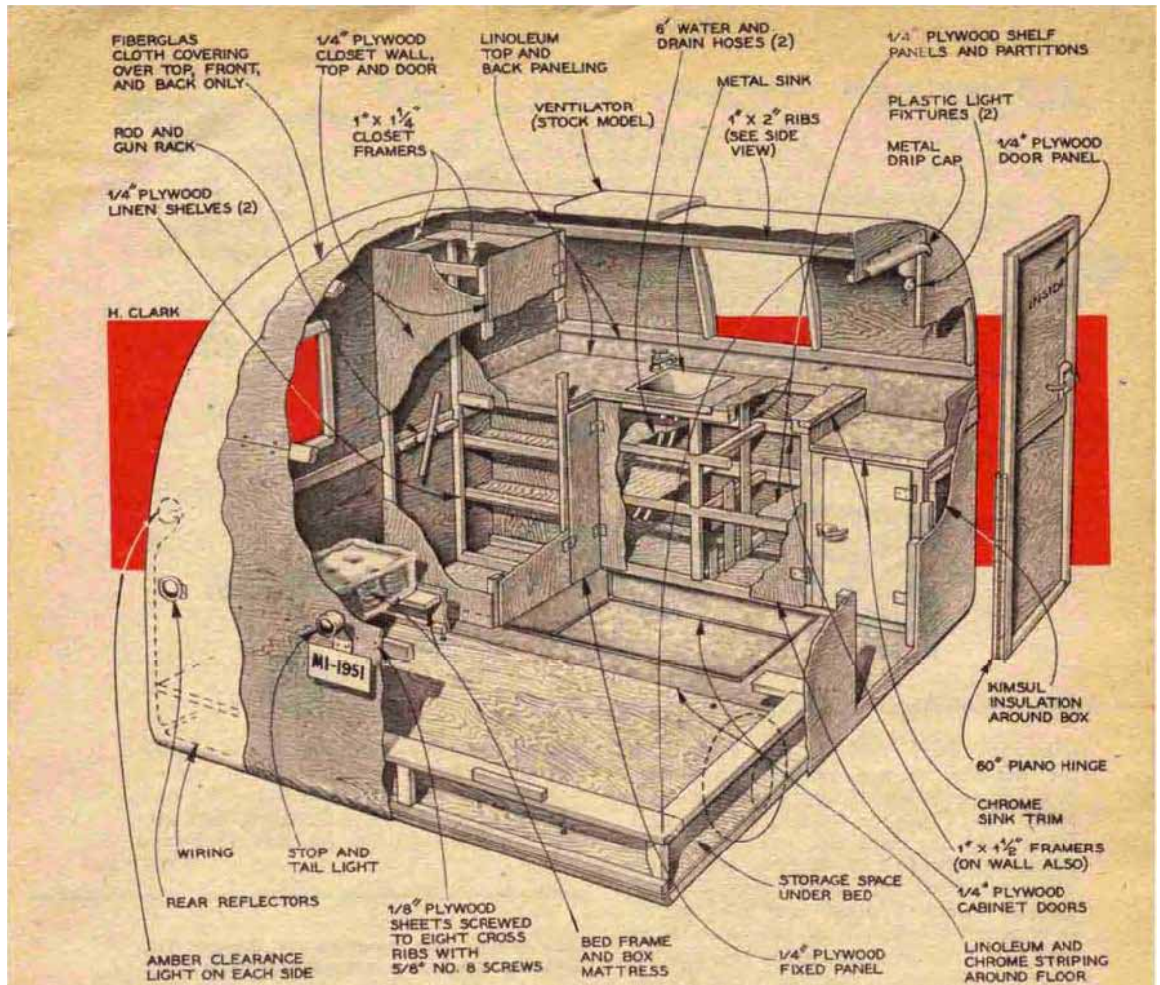 FIBERGLAS
CLOTH COVERING
OVER TOP, FRONT,
AND BACK ONLY
1/4" PLYWOOD
CLOSET WALL,
TOP AND DOOR
LINOLEUM
TOP AND
BACK PANELING
6' WATER AND
DRAIN HOSES (2)
1/4" PLYWOOD SHELF
PANELS AND PARTITIONS
METAL SINK
PLASTIC LIGHT
FIXTURES (2)
VENTILATOR
(STOCK MODEL)
1" X 2" RIBS
(SEE SIDE
VIEW)
ROD AND
GUN RACK
1" X 1 1/4"
CLOSET
FRAMERS
METAL
DRIP CAP
1/4" PLYWOOD
DOOR PANEL
1/4" PLYWOOD
LINEN SHELVES (2)
INSIDE
H. CLARK
M1-1951
KIMSUL
INSULATION
AROUND BOX
60" PIANO HINGE
CHROME
SINK TRIM
WIRING
STOP AND
TAIL LIGHT
1" X 1 1/2" FRAMERS
(ON WALL ALSO)
STORAGE SPACE
UNDER BED
REAR REFLECTORS
1/4" PLYWOOD
CABINET DOORS
1/8" PLYWOOD
SHEETS SCREWED
TO EIGHT CROSS
RIBS WITH
5/8" NO. 8 SCREWS
BED FRAME
AND BOX
MATTRESS
AMBER CLEARANCE
LIGHT ON EACH SIDE
1/4" PLYWOOD
FIXED PANEL
LINOLEUM AND
CHROME STRIPING
AROUND FLOOR